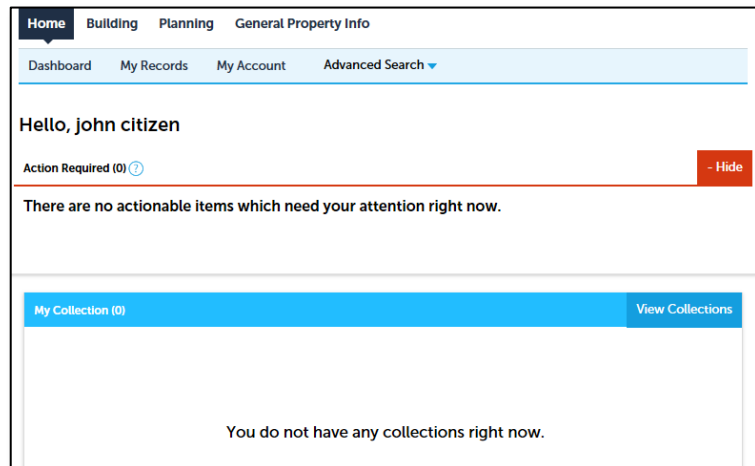 Home Building Planning General Property Info
Dashboard My Records My Account Advanced Search
Hello, john citizen
Action Required (0) ? - Hide
There are no actionable items which need your attention right now.
My Collection (0) View Collections
You do not have any collections right now.